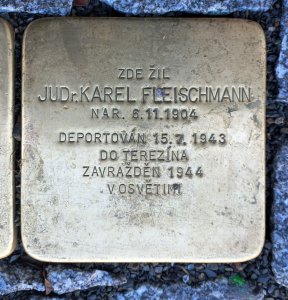 ZDE ŽIL
JUDr. KAREL FLEISCHMANN
NAR. 6.11.1904
DEPORTOVÁN 15.7. 1943
DO TEREZÍNA
ZAVRAŽDĚN 1944
V OSVĚTIMI